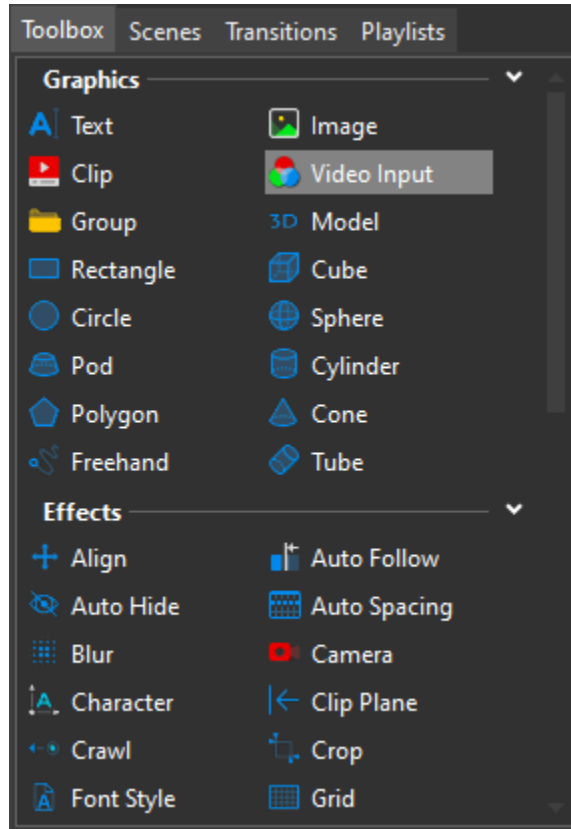 Toolbox Scenes Transitions Playlists
Graphics
Text Image
Clip Video Input
Group 3D Model
Rectangle Cube
Circle Sphere
Pod Cylinder
Polygon Cone
Freehand Tube
Effects
Align Auto Follow
Auto Hide Auto Spacing
Blur Camera
Character Clip Plane
Crawl Crop
Font Style Grid